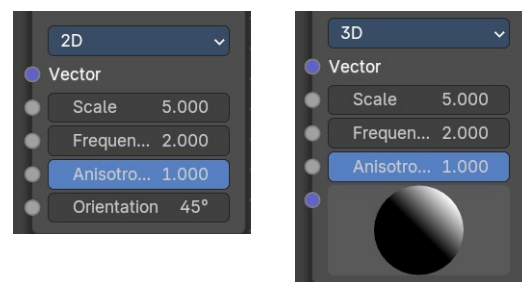 2D
Vector
Scale 5.000
Frequen... 2.000
Anisotro... 1.000
Orientation 45°
3D
Vector
Scale 5.000
Frequen... 2.000
Anisotro... 1.000